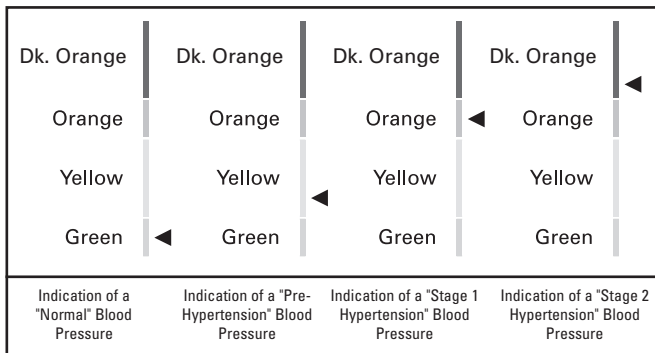 Dk. Orange Dk. Orange Dk. Orange Dk. Orange
Orange Orange Orange Orange
Yellow Yellow Yellow Yellow
Green Green Green Green
Indication of a
"Normal" Blood
Pressure
Indication of a "Pre-
Hypertension" Blood
Pressure
Indication of a "Stage 1
Hypertension" Blood
Pressure
Indication of a "Stage 2
Hypertension" Blood
Pressure